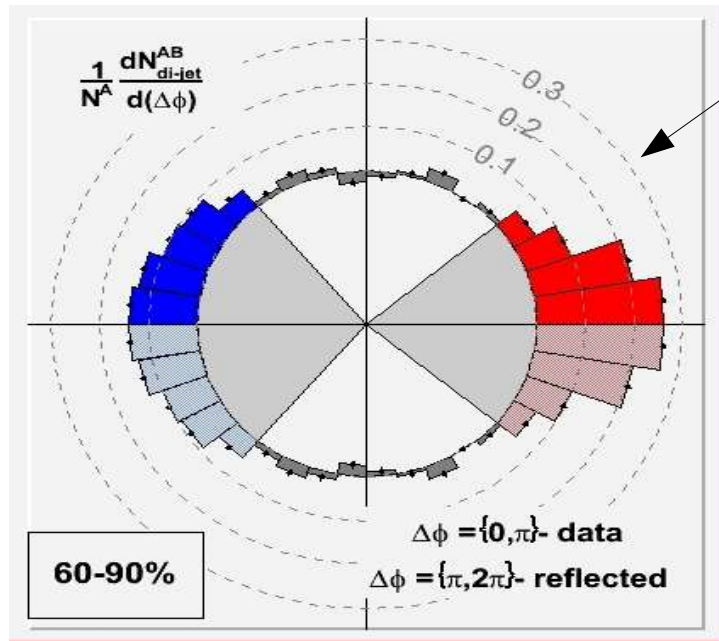 1 dN^AB_di-jet
N^A d(Δϕ)
0.3
0.2
0.1
Δϕ ={0,π}- data
60-90%
Δϕ ={π,2π}- reflected